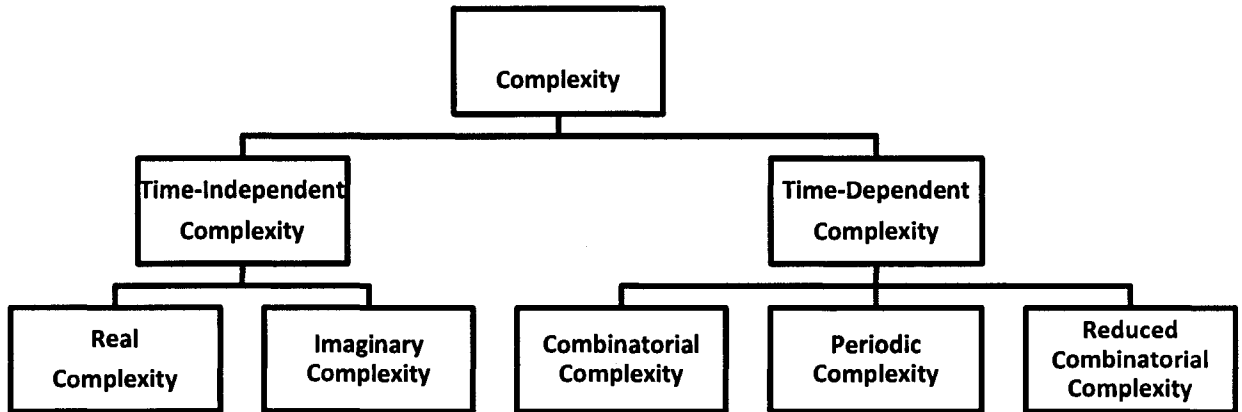 Complexity
Time-Independent
Complexity
Time-Dependent
Complexity
Real
Complexity
Imaginary
Complexity
Combinatorial
Complexity
Periodic
Complexity
Reduced
Combinatorial
Complexity